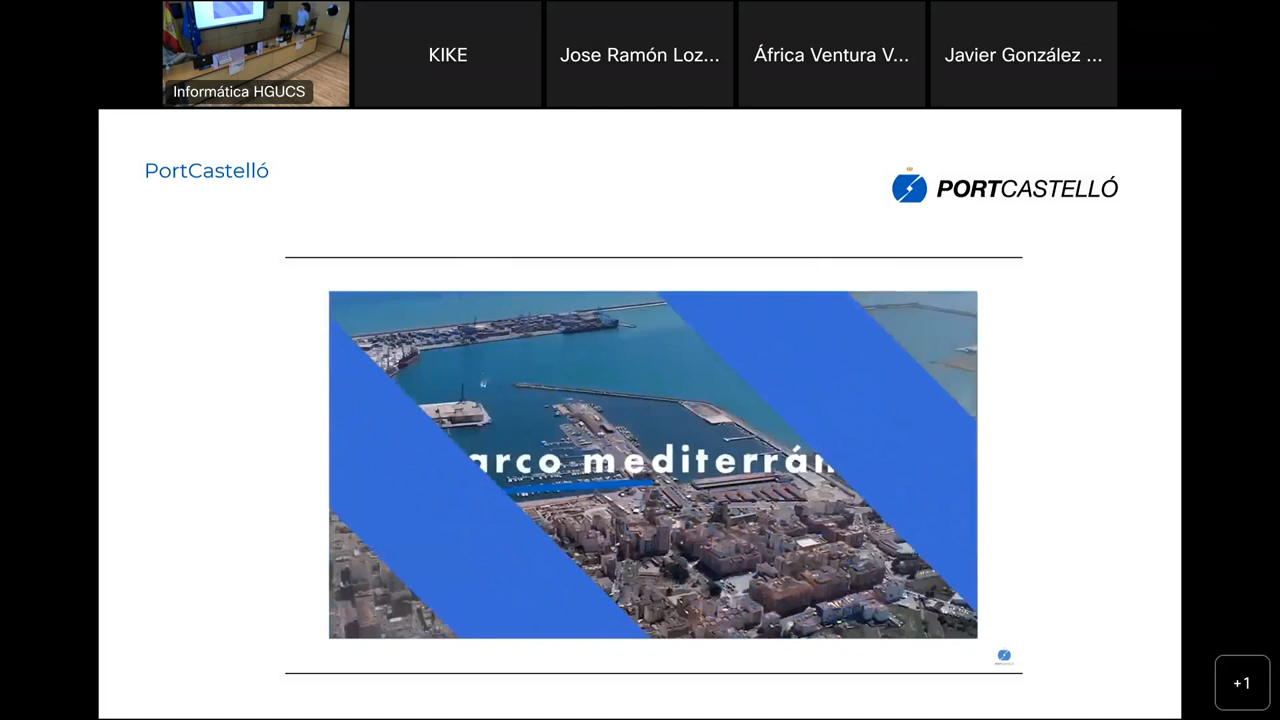 Informática HGUCS
KIKE
Jose Ramón Loz...
África Ventura V...
Javier González ...
PortCastelló
PORTCASTELLÓ
arco mediterrán
+1